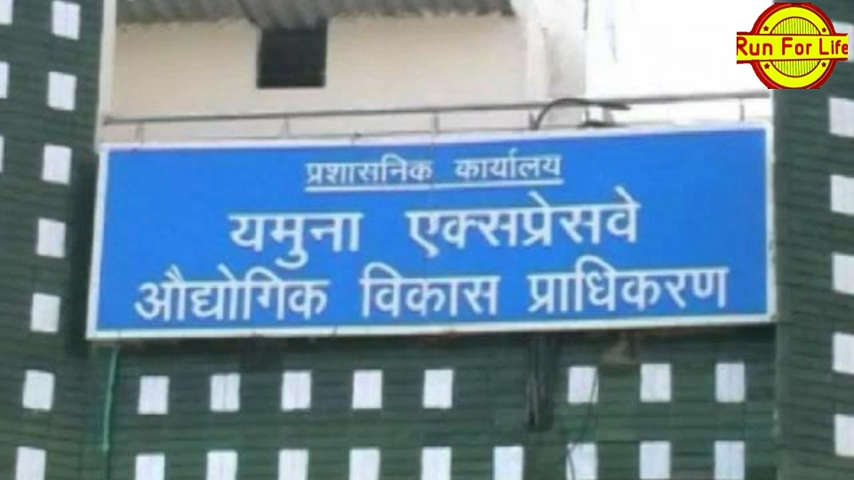 Run For Life
प्रशासनिक कार्यालय
यमुना एक्सप्रेसवे
औद्योगिक विकास प्राधिकरण